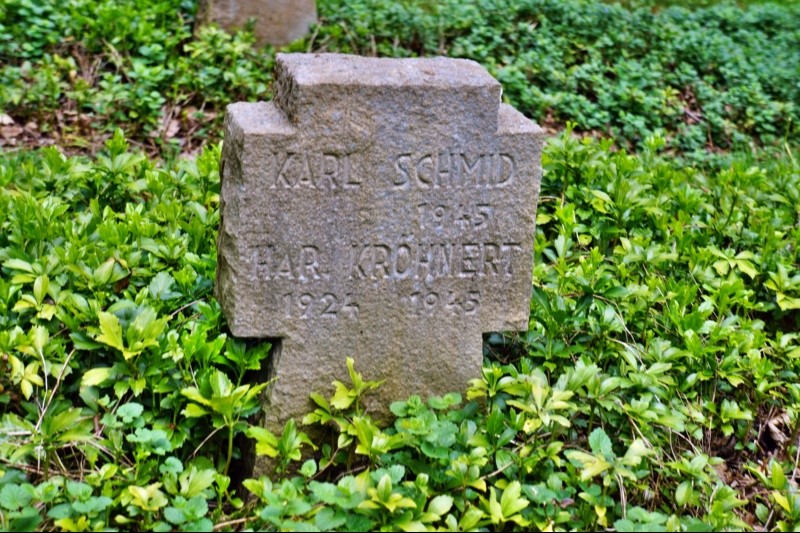 KARL SCHMID
- 1945
HAR. KRÖHNERT
1924 1945